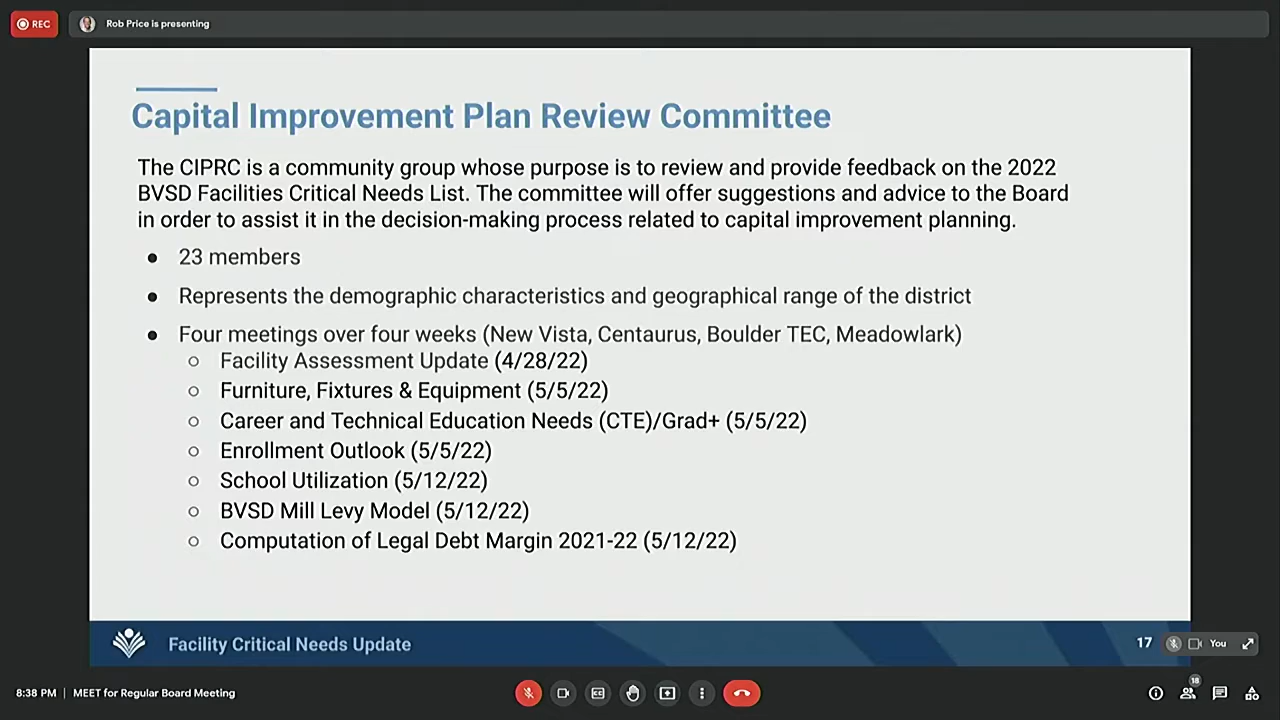 REC
Rob Price is presenting
Capital Improvement Plan Review Committee
The CIPRC is a community group whose purpose is to review and provide feedback on the 2022
BVSD Facilities Critical Needs List. The committee will offer suggestions and advice to the Board
in order to assist it in the decision-making process related to capital improvement planning.
● 23 members
● Represents the demographic characteristics and geographical range of the district
● Four meetings over four weeks (New Vista, Centaurus, Boulder TEC, Meadowlark)
○ Facility Assessment Update (4/28/22)
○ Furniture, Fixtures & Equipment (5/5/22)
○ Career and Technical Education Needs (CTE)/Grad+ (5/5/22)
○ Enrollment Outlook (5/5/22)
○ School Utilization (5/12/22)
○ BVSD Mill Levy Model (5/12/22)
○ Computation of Legal Debt Margin 2021-22 (5/12/22)
Facility Critical Needs Update
17
You
8:38 PM | MEET for Regular Board Meeting
18